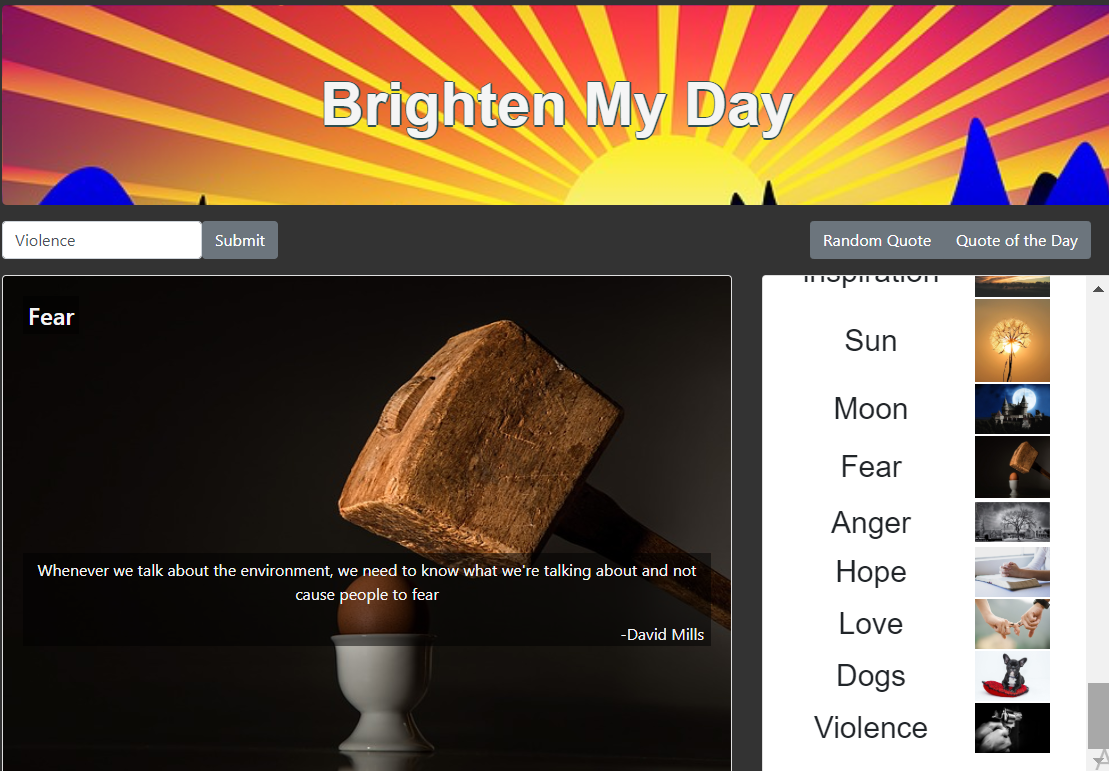 Brighten My Day
Violence
Submit
Random Quote
Quote of the Day
Fear
Whenever we talk about the environment, we need to know what we're talking about and not
cause people to fear
-David Mills
Inspiration
Sun
Moon
Fear
Anger
Hope
Love
Dogs
Violence